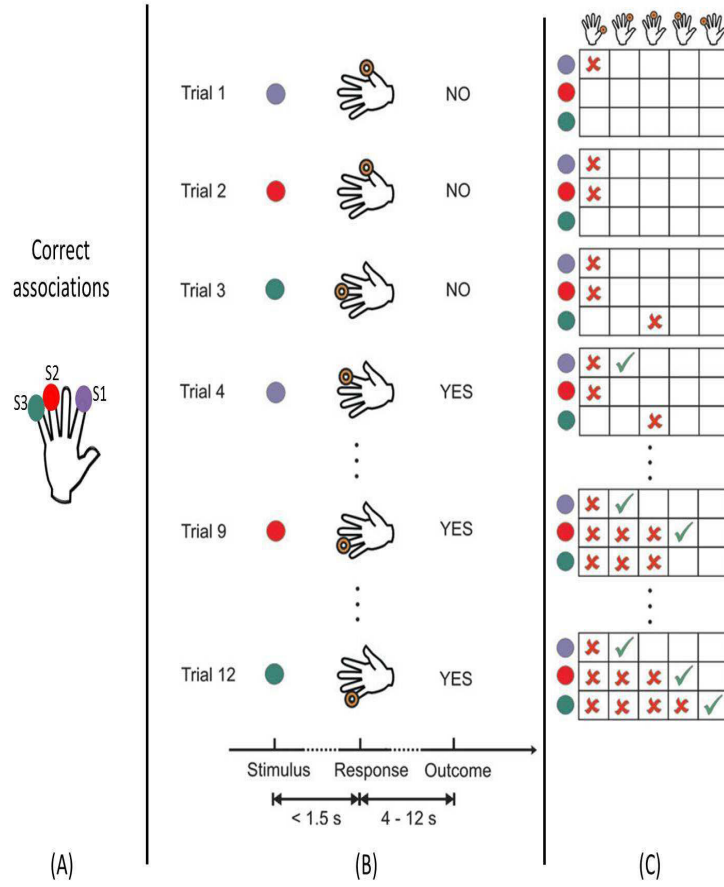 Correct
associations
S3
S2
S1
(A)
Trial 1
NO
Trial 2
NO
Trial 3
NO
Trial 4
YES
Trial 9
YES
Trial 12
YES
Stimulus
Response
Outcome
< 1.5 s
4 - 12 s
(B)
(C)